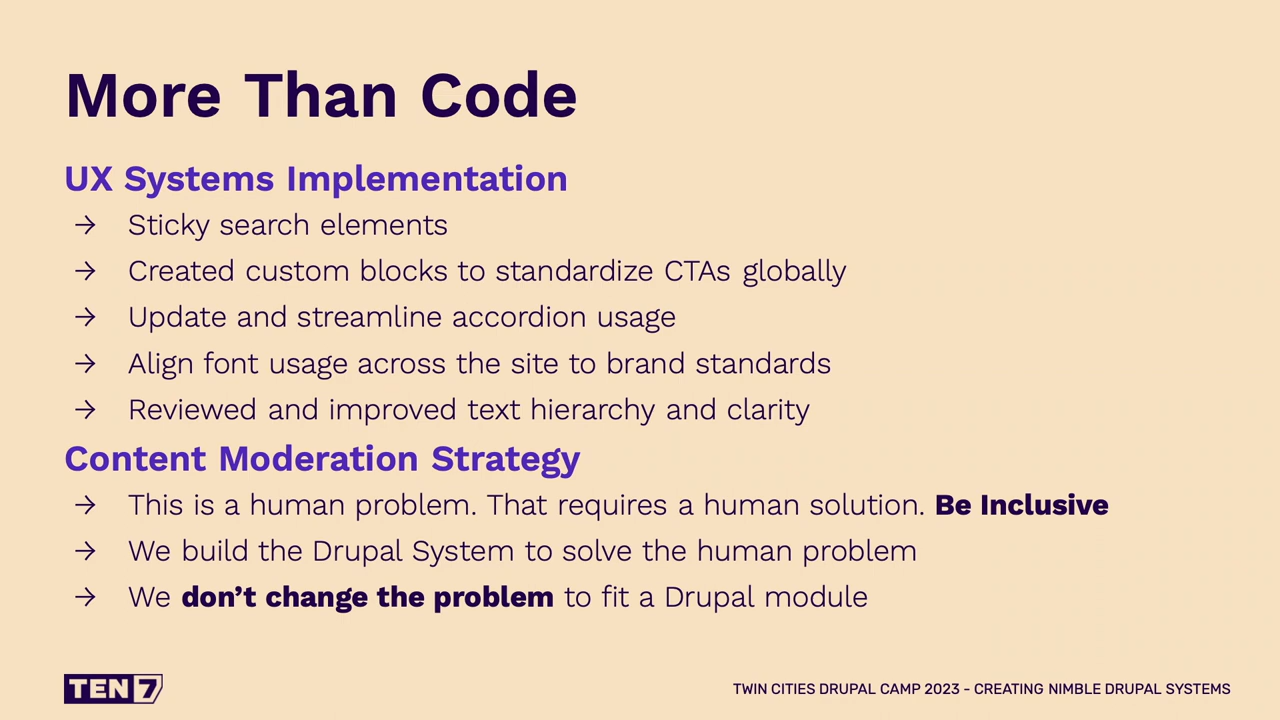 More Than Code
UX Systems Implementation
→ Sticky search elements
→ Created custom blocks to standardize CTAs globally
→ Update and streamline accordion usage
→ Align font usage across the site to brand standards
→ Reviewed and improved text hierarchy and clarity
Content Moderation Strategy
→ This is a human problem. That requires a human solution. Be Inclusive
→ We build the Drupal System to solve the human problem
→ We don’t change the problem to fit a Drupal module
TEN7
TWIN CITIES DRUPAL CAMP 2023 - CREATING NIMBLE DRUPAL SYSTEMS